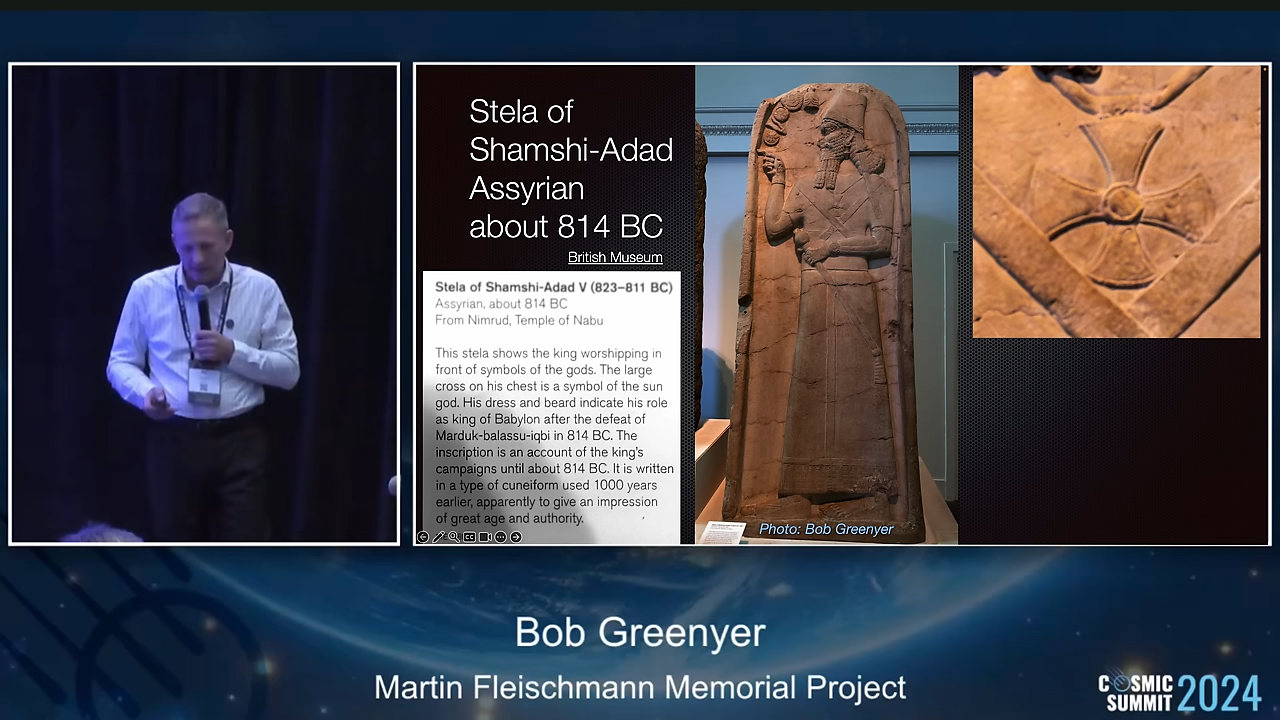 Stela of
Shamshi-Adad
Assyrian
about 814 BC
British Museum
Stela of Shamshi-Adad V (823–811 BC)
Assyrian, about 814 BC
From Nimrud, Temple of Nabu
This stela shows the king worshipping in
front of symbols of the gods. The large
cross on his chest is a symbol of the sun
god. His dress and beard indicate his role
as king of Babylon after the defeat of
Marduk-balassu-iqbi in 814 BC. The
inscription is an account of the king's
campaigns until about 814 BC. It is written
in a type of cuneiform used 1000 years
earlier, apparently to give an impression
of great age and authority.
CC
Photo: Bob Greenyer
Bob Greenyer
Martin Fleischmann Memorial Project
COSMIC
SUMMIT 2024